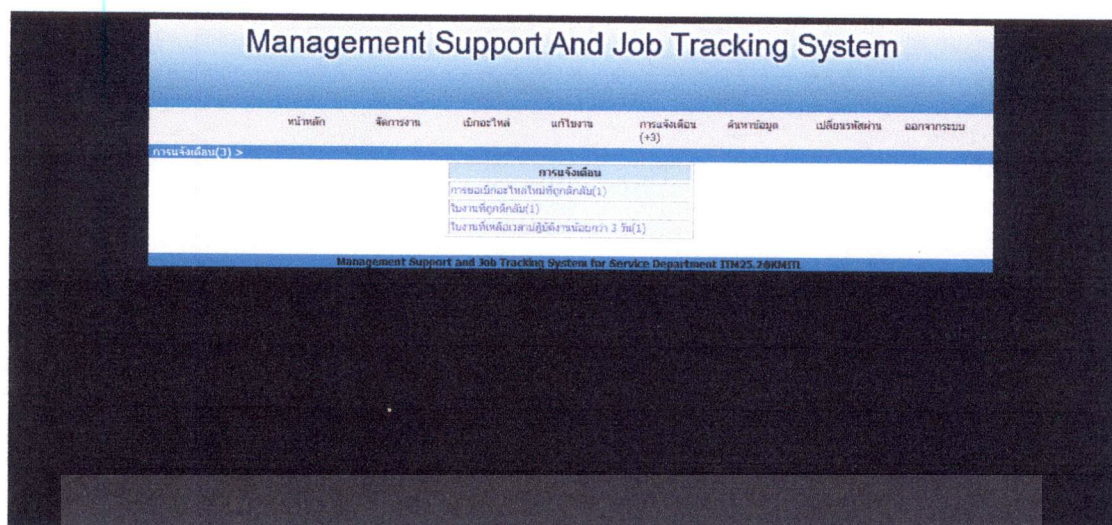 Management Support And Job Tracking System
หน้าหลัก จัดการงาน เบิกอะไหล่ แก้ไขงาน การแจ้งเตือน (+3) ค้นหาข้อมูล เปลี่ยนรหัสผ่าน ออกจากระบบ
การแจ้งเตือน(3) >
การแจ้งเตือน
การขอเบิกอะไหล่ใหม่ที่ถูกตีกลับ(1)
ใบงานที่ถูกตีกลับ(1)
ใบงานที่เหลือเวลาปฏิบัติงานน้อยกว่า 3 วัน(1)
Management Support and Job Tracking System for Service Department ITM25.2@KMITL